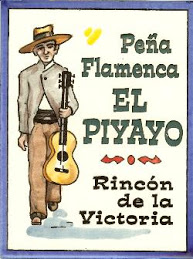 Peña
Flamenca
EL
PIYAYO
Rincón
de la
Victoria